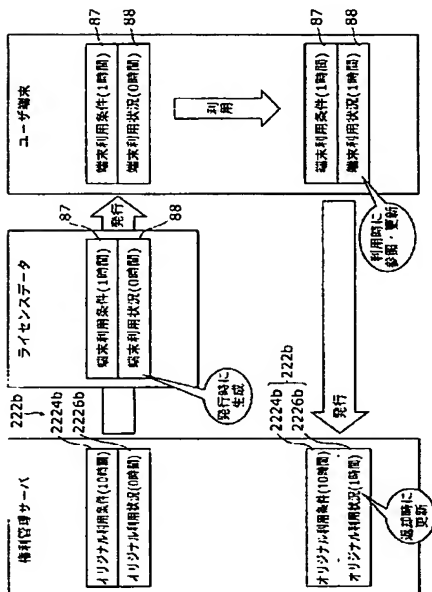 権利管理サーバ
ライセンスデータ
ユーザ端末
222b
2224b
2226b
オリジナル利用条件(10時間)
オリジナル利用状況(0時間)
87
端末利用条件(1時間)
端末利用状況(0時間)
88
発行時に
生成
発行
87
88
端末利用条件(1時間)
端末利用状況(0時間)
利用
222b
2224b
2226b
オリジナル利用条件(10時間)
オリジナル利用状況(1時間)
返却時に
更新
発行
87
88
端末利用条件(1時間)
端末利用状況(1時間)
利用時に
参照・更新